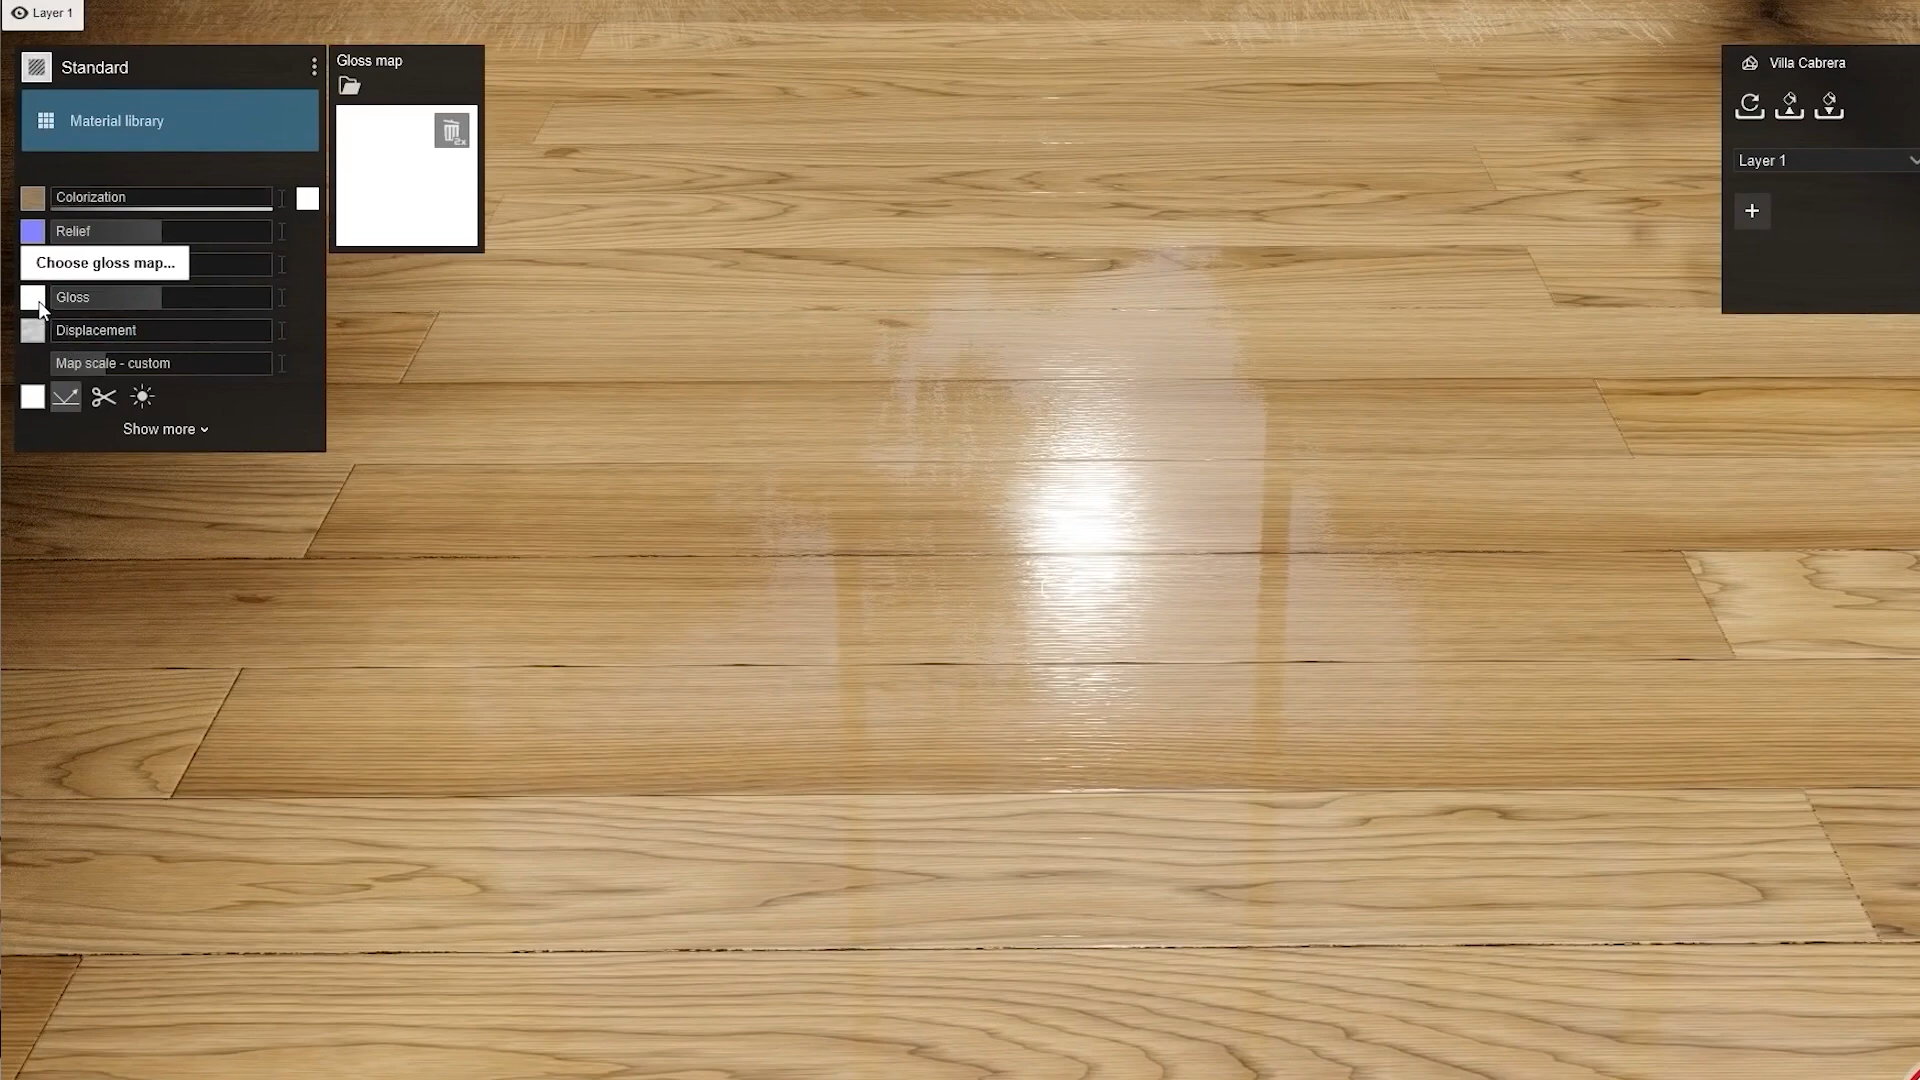 Layer 1
Standard
Material library
Colorization
Relief
Choose gloss map...
Gloss
Displacement
Map scale - custom
Show more
Gloss map
2x
Villa Cabrera
Layer 1